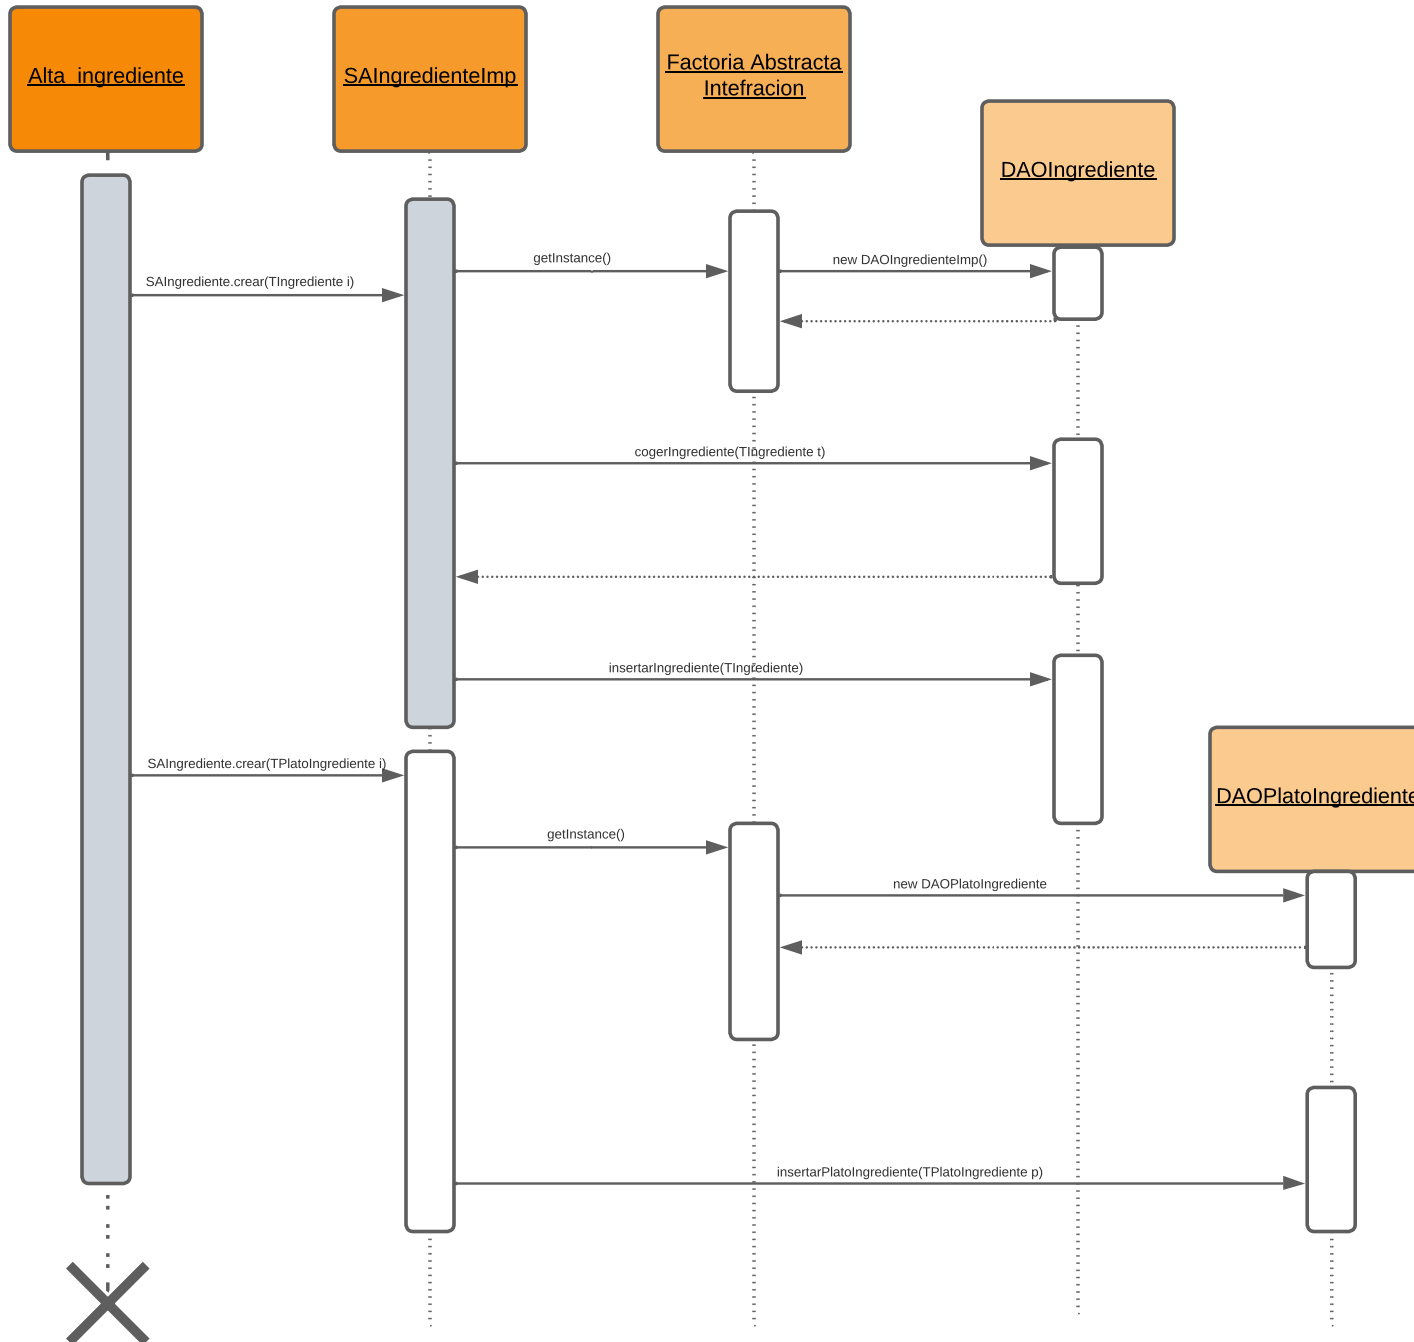 Alta_ingrediente
SAIngredienteImp
Factoria Abstracta
Intefracion
DAOIngrediente
getInstance()
new DAOIngredienteImp()
SAIngrediente.crear(TIngrediente i)
cogerIngrediente(TIngrediente t)
insertarIngrediente(TIngrediente)
SAIngrediente.crear(TPlatoIngrediente i)
DAOPlatoIngrediente
getInstance()
new DAOPlatoIngrediente
insertarPlatoIngrediente(TPlatoIngrediente p)